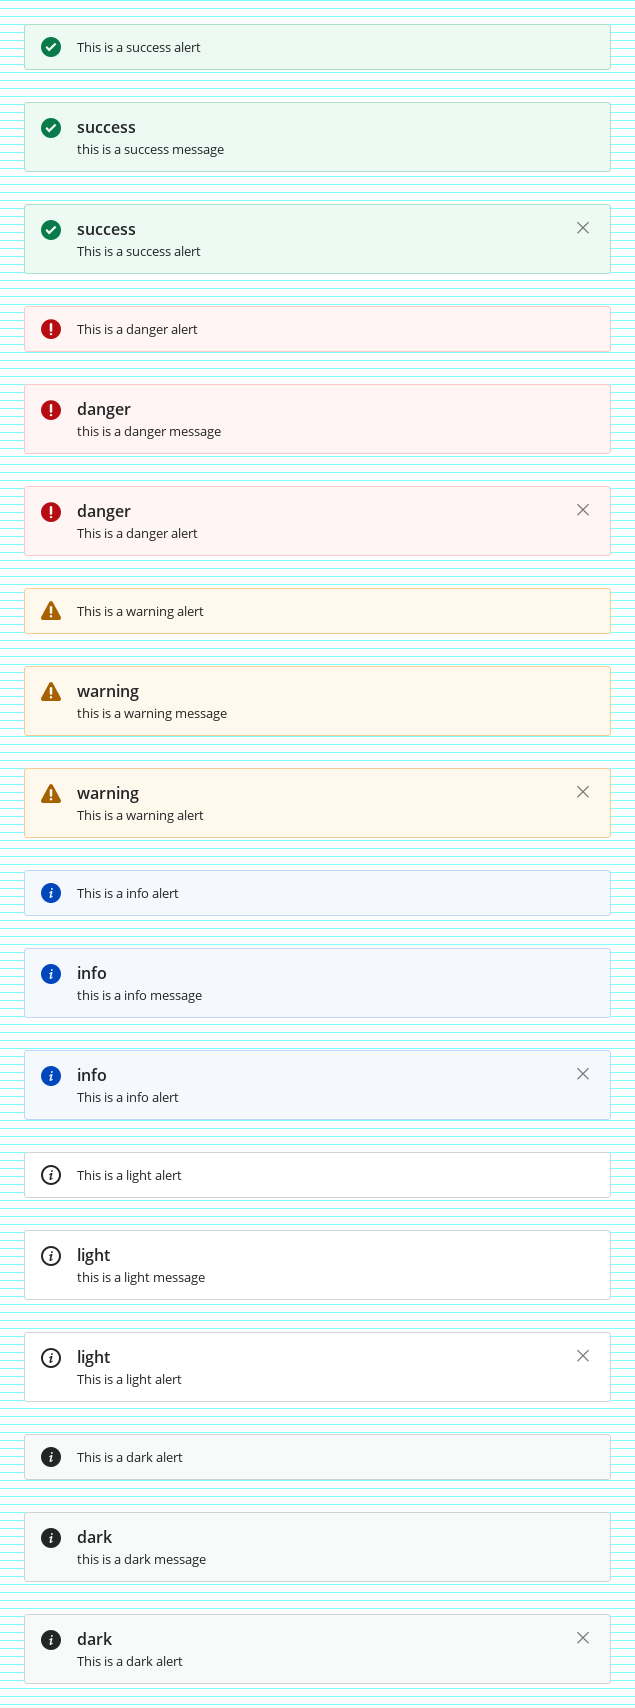 This is a success alert
success
this is a success message
success
This is a success alert
This is a danger alert
danger
this is a danger message
danger
This is a danger alert
This is a warning alert
warning
this is a warning message
warning
This is a warning alert
This is a info alert
info
this is a info message
info
This is a info alert
This is a light alert
light
this is a light message
light
This is a light alert
This is a dark alert
dark
this is a dark message
dark
This is a dark alert